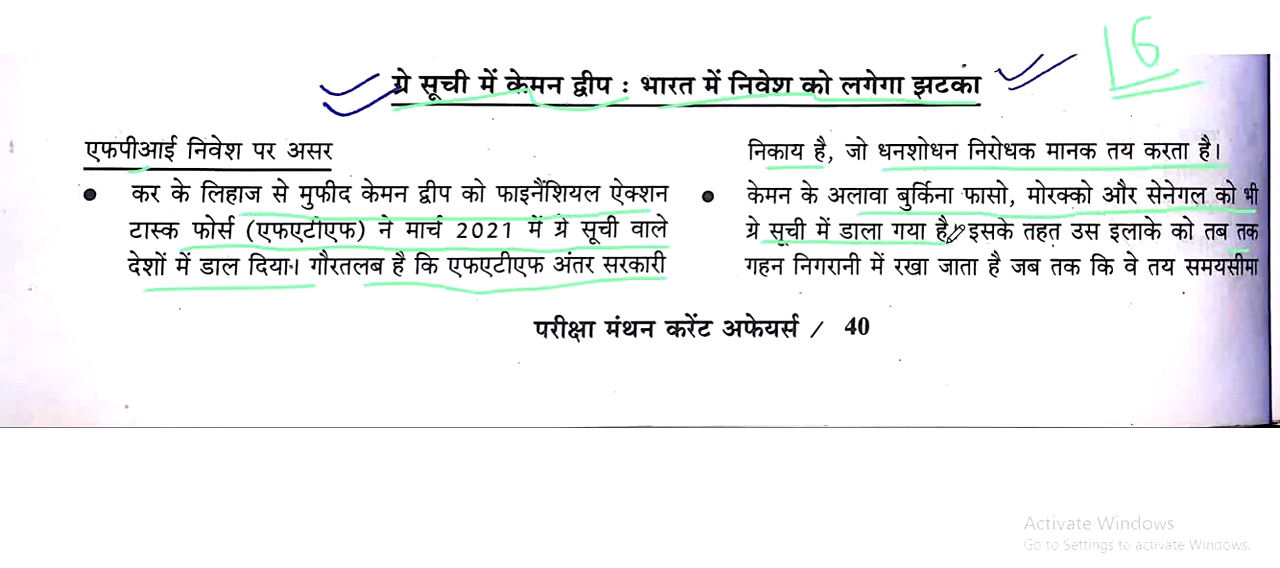 6
ग्रे सूची में केमन द्वीप : भारत में निवेश को लगेगा झटका
एफपीआई निवेश पर असर
● कर के लिहाज से मुफीद केमन द्वीप को फाइनैंशियल ऐक्शन
टास्क फोर्स (एफएटीएफ) ने मार्च 2021 में ग्रे सूची वाले
देशों में डाल दिया। गौरतलब है कि एफएटीएफ अंतर सरकारी
निकाय है, जो धनशोधन निरोधक मानक तय करता है।
● केमन के अलावा बुर्किना फासो, मोरक्को और सेनेगल को भी
ग्रे सूची में डाला गया है। इसके तहत उस इलाके को तब तक
गहन निगरानी में रखा जाता है जब तक कि वे तय समयसीमा
परीक्षा मंथन करेंट अफेयर्स / 40
Activate Windows
Go to Settings to activate Windows.